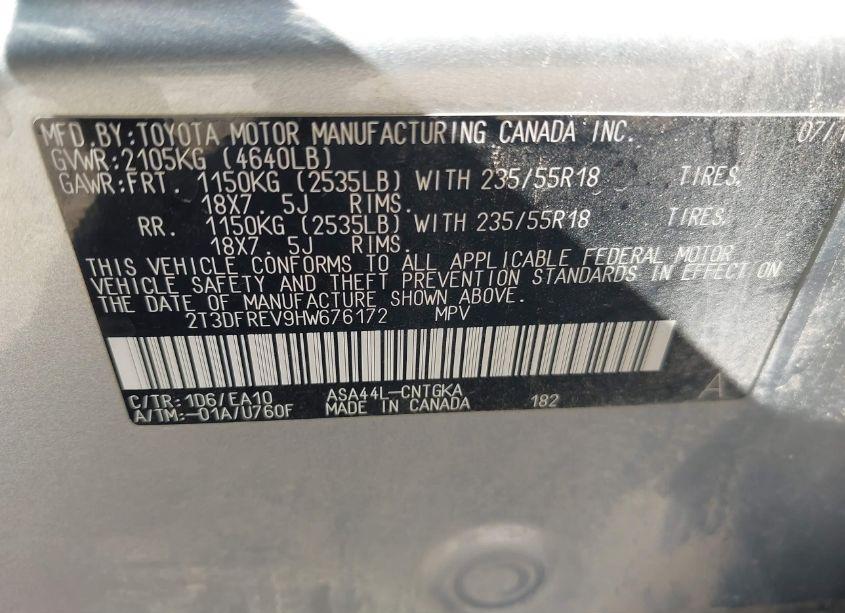 MFD.BY:TOYOTA MOTOR MANUFACTURING CANADA INC. 07/1
GVWR:2105KG (4640LB)
GAWR:FRT. 1150KG (2535LB) WITH 235/55R18 TIRES,
18X7.5J RIMS.
RR. 1150KG (2535LB) WITH 235/55R18 TIRES,
18X7.5J RIMS.
THIS VEHICLE CONFORMS TO ALL APPLICABLE FEDERAL MOTOR
VEHICLE SAFETY AND THEFT PREVENTION STANDARDS IN EFFECT ON
THE DATE OF MANUFACTURE SHOWN ABOVE.
2T3DFREV9HW676172 MPV
C/TR:1D6/EA10 ASA44L-CNTGKA A
A/TM:-01A/U760F MADE IN CANADA 182